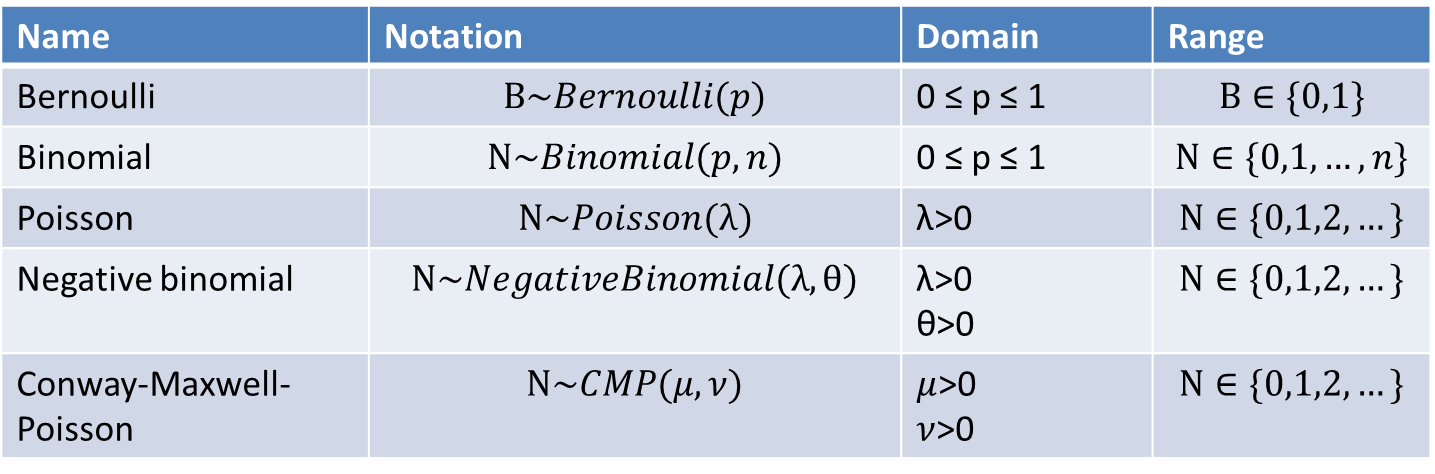 Name Notation Domain Range
Bernoulli B~Bernoulli(p) 0 ≤ p ≤ 1 B ∈ {0,1}
Binomial N~Binomial(p, n) 0 ≤ p ≤ 1 N ∈ {0,1, … , n}
Poisson N~Poisson(λ) λ>0 N ∈ {0,1,2, … }
Negative binomial N~NegativeBinomial(λ, θ) λ>0 N ∈ {0,1,2, … }
θ>0
Conway-Maxwell- N~CMP(μ, ν) μ>0 N ∈ {0,1,2, … }
Poisson ν>0